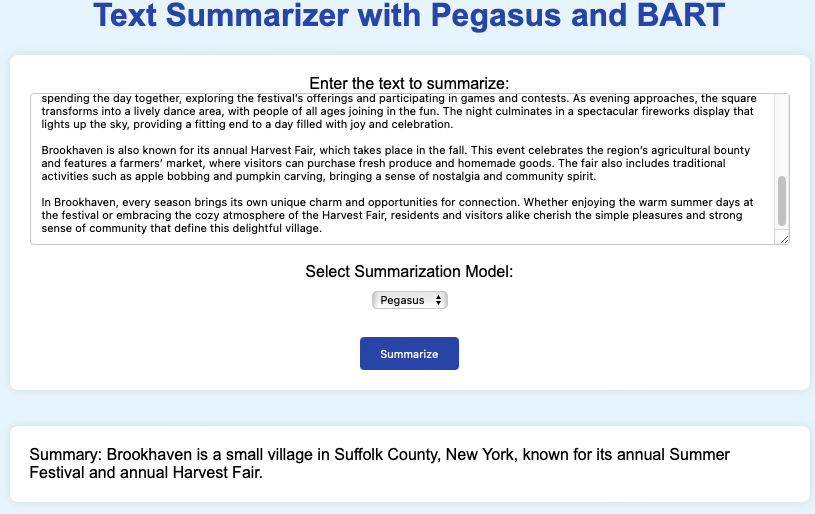 Text Summarizer with Pegasus and BART
Enter the text to summarize:
spending the day together, exploring the festival's offerings and participating in games and contests. As evening approaches, the square
transforms into a lively dance area, with people of all ages joining in the fun. The night culminates in a spectacular fireworks display that
lights up the sky, providing a fitting end to a day filled with joy and celebration.
Brookhaven is also known for its annual Harvest Fair, which takes place in the fall. This event celebrates the region's agricultural bounty
and features a farmers' market, where visitors can purchase fresh produce and homemade goods. The fair also includes traditional
activities such as apple bobbing and pumpkin carving, bringing a sense of nostalgia and community spirit.
In Brookhaven, every season brings its own unique charm and opportunities for connection. Whether enjoying the warm summer days at
the festival or embracing the cozy atmosphere of the Harvest Fair, residents and visitors alike cherish the simple pleasures and strong
sense of community that define this delightful village.
Select Summarization Model:
Pegasus
Summarize
Summary: Brookhaven is a small village in Suffolk County, New York, known for its annual Summer
Festival and annual Harvest Fair.